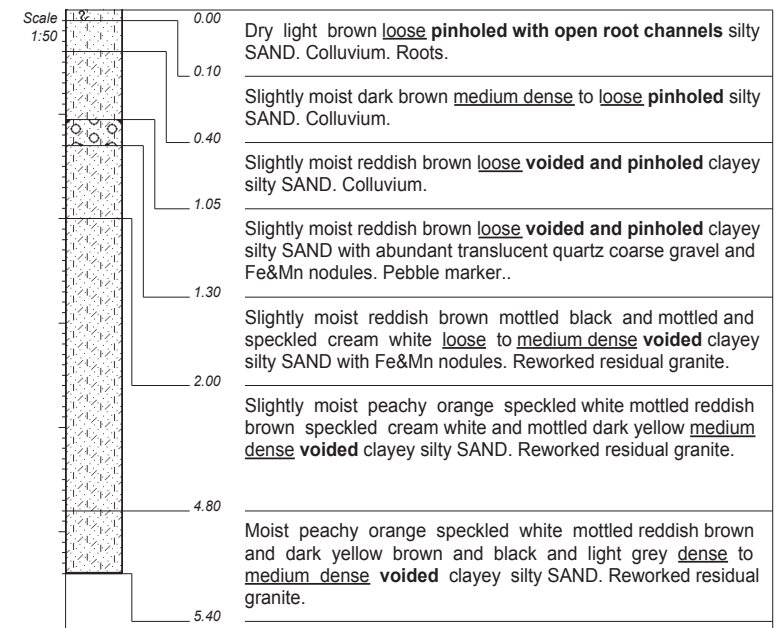 Scale
1:50
0.00
Dry light brown loose pinholed with open root channels silty
SAND. Colluvium. Roots.
0.10
Slightly moist dark brown medium dense to loose pinholed silty
SAND. Colluvium.
0.40
Slightly moist reddish brown loose voided and pinholed clayey
silty SAND. Colluvium.
1.05
Slightly moist reddish brown loose voided and pinholed clayey
silty SAND with abundant translucent quartz coarse gravel and
Fe&Mn nodules. Pebble marker..
1.30
Slightly moist reddish brown mottled black and mottled and
speckled cream white loose to medium dense voided clayey
silty SAND with Fe&Mn nodules. Reworked residual granite.
2.00
Slightly moist peachy orange speckled white mottled reddish
brown speckled cream white and mottled dark yellow medium
dense voided clayey silty SAND. Reworked residual granite.
4.80
Moist peachy orange speckled white mottled reddish brown
and dark yellow brown and black and light grey dense to
medium dense voided clayey silty SAND. Reworked residual
granite.
5.40